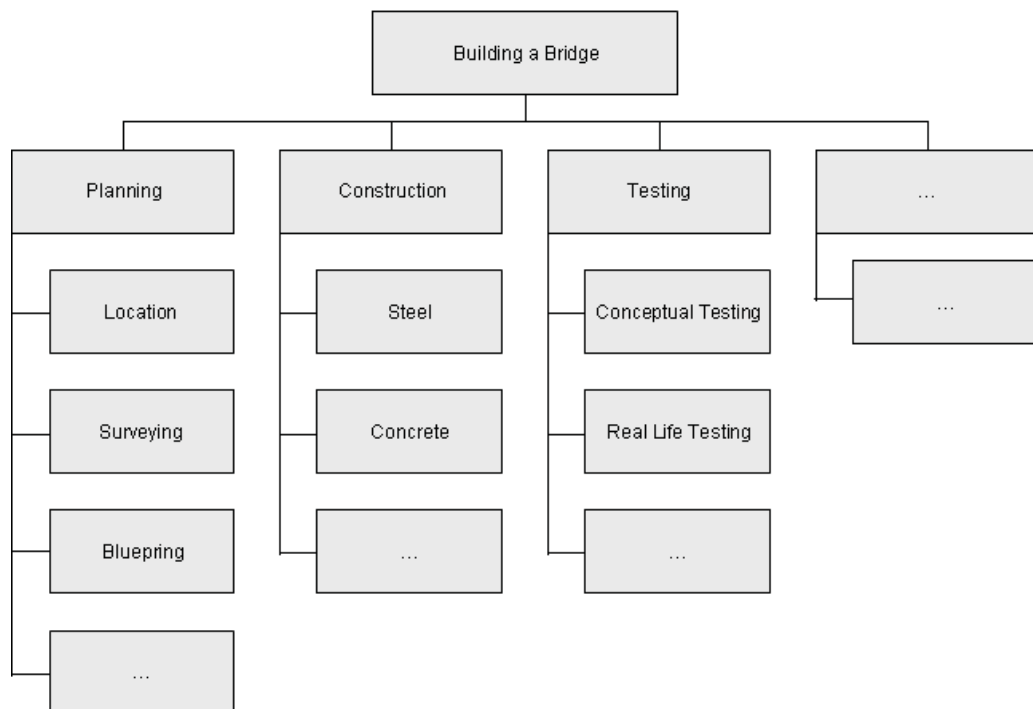 Building a Bridge
Planning
Construction
Testing
...
Location
Steel
Conceptual Testing
...
Surveying
Concrete
Real Life Testing
Bluepring
...
...
...